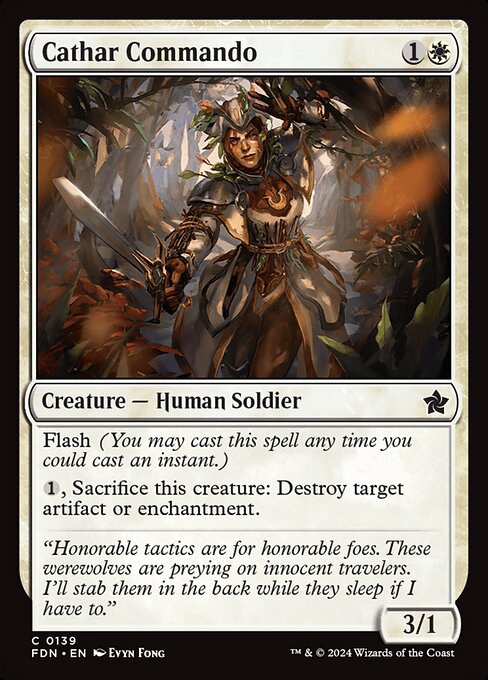 Cathar Commando 1
Creature — Human Soldier
Flash (You may cast this spell any time you
could cast an instant.)
1, Sacrifice this creature: Destroy target
artifact or enchantment.
“Honorable tactics are for honorable foes. These
werewolves are preying on innocent travelers.
I’ll stab them in the back while they sleep if I
have to.”
3/1
C 0139
FDN • EN Evyn Fong
™ & © 2024 Wizards of the Coast